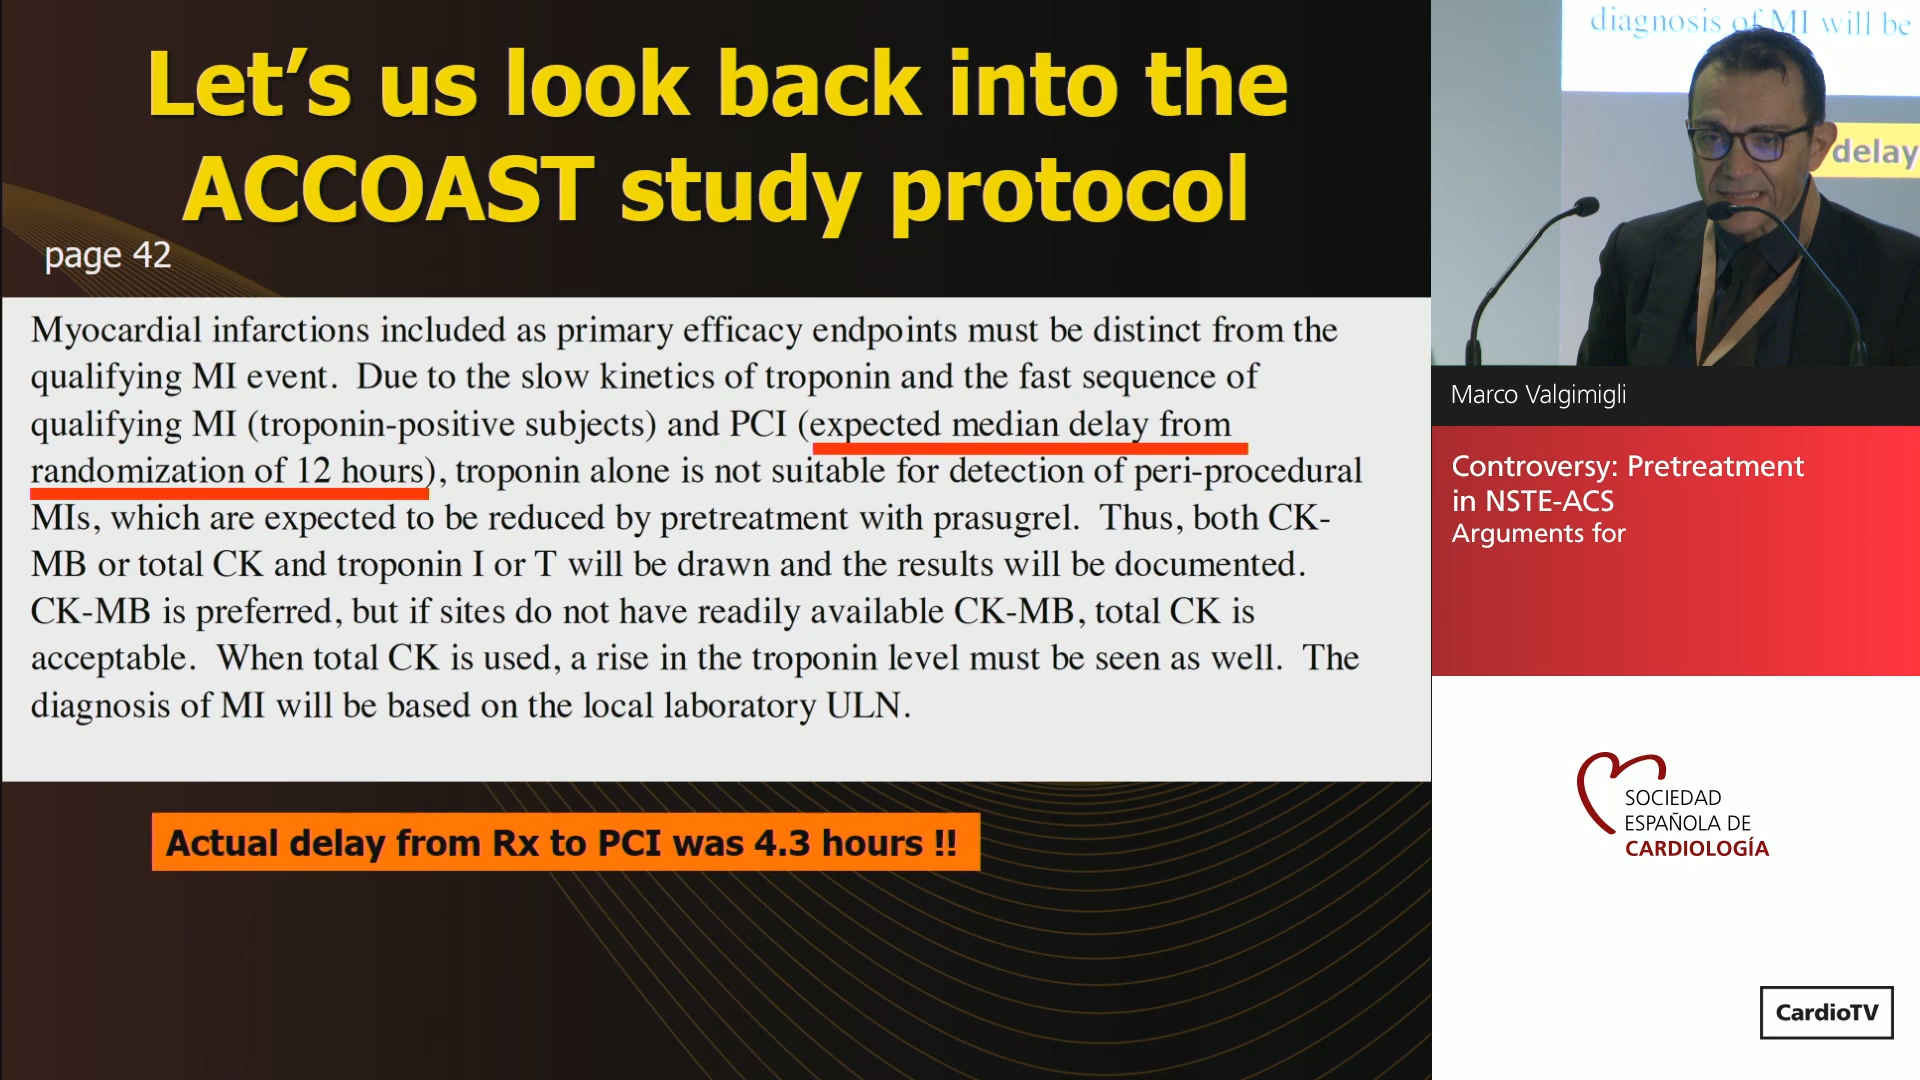 Let’s us look back into the
ACCOAST study protocol
page 42
Myocardial infarctions included as primary efficacy endpoints must be distinct from the
qualifying MI event.  Due to the slow kinetics of troponin and the fast sequence of
qualifying MI (troponin-positive subjects) and PCI (expected median delay from
randomization of 12 hours), troponin alone is not suitable for detection of peri-procedural
MIs, which are expected to be reduced by pretreatment with prasugrel.  Thus, both CK-
MB or total CK and troponin I or T will be drawn and the results will be documented.
CK-MB is preferred, but if sites do not have readily available CK-MB, total CK is
acceptable.  When total CK is used, a rise in the troponin level must be seen as well.  The
diagnosis of MI will be based on the local laboratory ULN.
Actual delay from Rx to PCI was 4.3 hours !!
diagnosis of MI will be
delay
Marco Valgimigli
Controversy: Pretreatment
in NSTE-ACS
Arguments for
SOCIEDAD
ESPAÑOLA DE
CARDIOLOGÍA
CardioTV